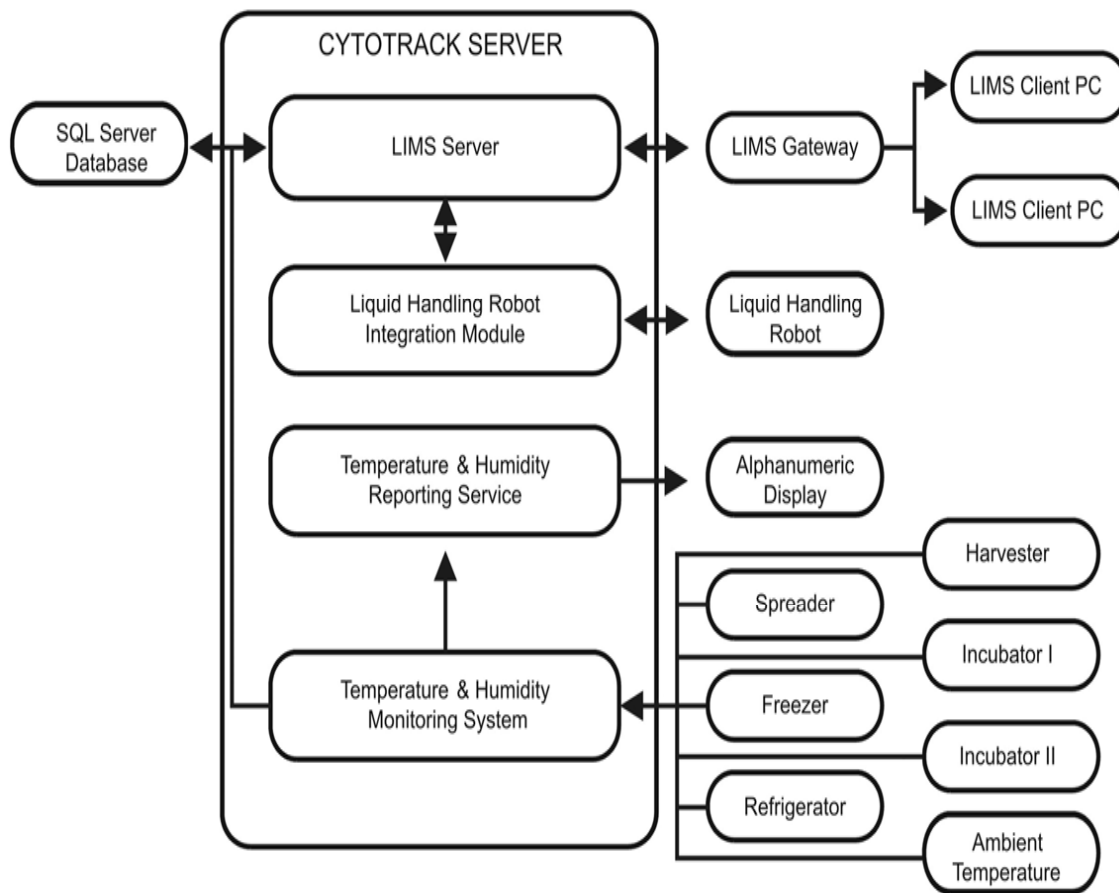 CYTOTRACK SERVER
SQL Server
Database
LIMS Server
LIMS Gateway
LIMS Client PC
LIMS Client PC
Liquid Handling Robot
Integration Module
Liquid Handling
Robot
Temperature & Humidity
Reporting Service
Alphanumeric
Display
Temperature & Humidity
Monitoring System
Harvester
Spreader
Incubator I
Freezer
Incubator II
Refrigerator
Ambient
Temperature